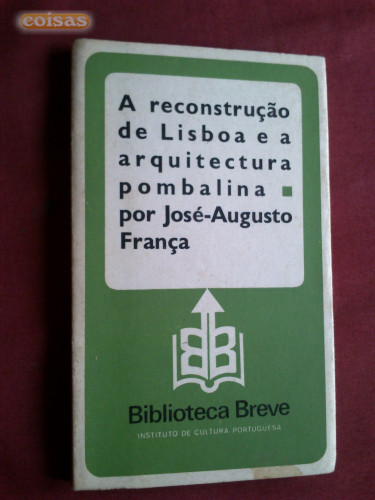 coisas
A reconstrução
de Lisboa e a
arquitectura
pombalina
por José-Augusto
França
BB
Biblioteca Breve
INSTITUTO DE CULTURA PORTUGUESA